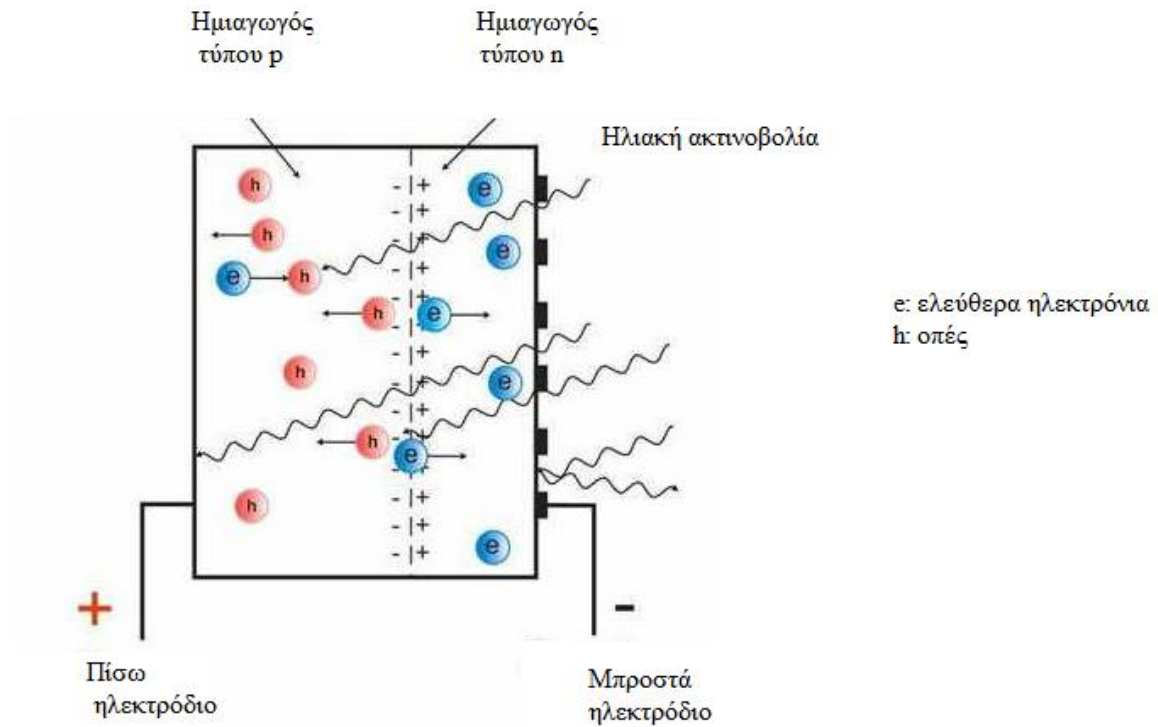 Ημιαγωγός
τύπου p
Ημιαγωγός
τύπου n
Ηλιακή ακτινοβολία
h
e
- +
- +
h
- +
e
- +
e
h
- +
h
e
- +
- +
h
- +
e
e: ελεύθερα ηλεκτρόνια
h: οπές
- +
h
e
- +
h
- +
e
- +
h
- +
- +
e
+
-
Πίσω
ηλεκτρόδιο
Μπροστά
ηλεκτρόδιο